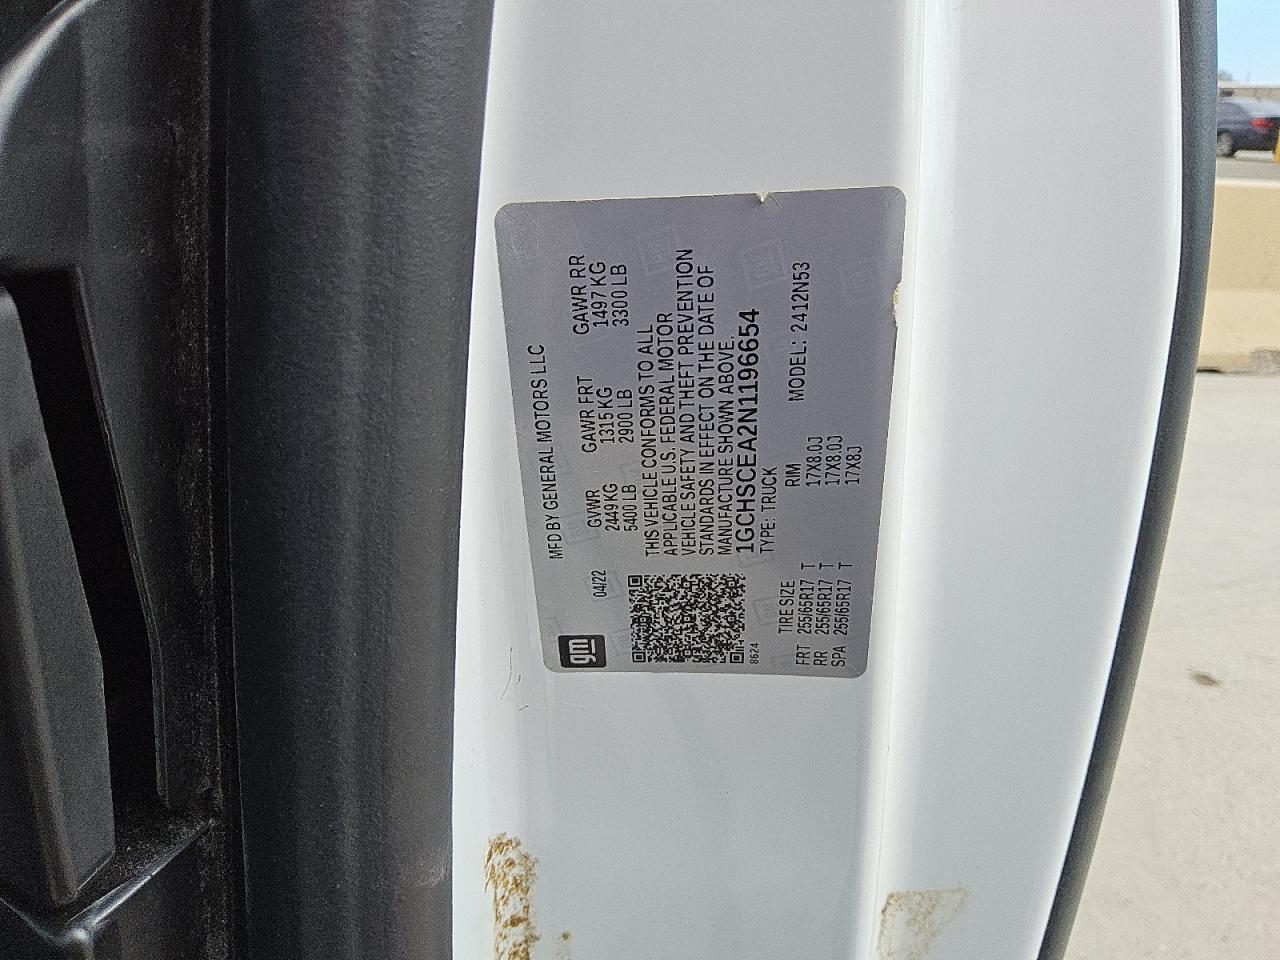 gm
MFD BY GENERAL MOTORS LLC
04/22
GVWR GAWR FRT GAWR RR
2449 KG 1315 KG 1497 KG
5400 LB 2900 LB 3300 LB
THIS VEHICLE CONFORMS TO ALL
APPLICABLE U.S. FEDERAL MOTOR
VEHICLE SAFETY AND THEFT PREVENTION
STANDARDS IN EFFECT ON THE DATE OF
MANUFACTURE SHOWN ABOVE.
1GCHSCEA2N1196654
8624
TYPE: TRUCK MODEL: 2412N53
TIRE SIZE RIM
FRT 255/65R17 T 17X8.0J
RR 255/65R17 T 17X8.0J
SPA 255/65R17 T 17X8J